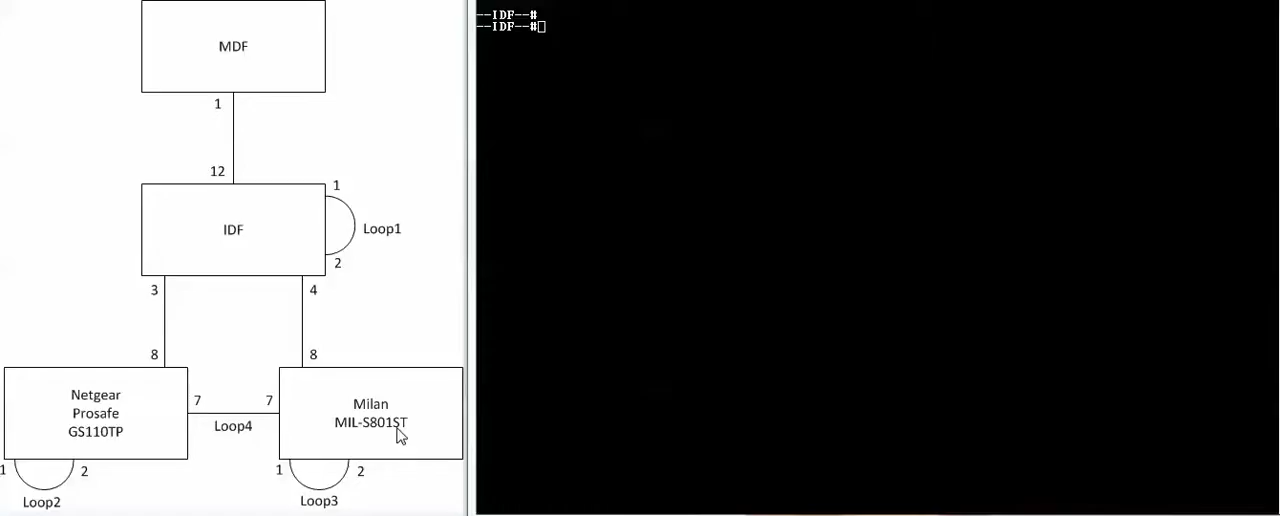 MDF
1
12
IDF
1
Loop1
2
3
4
8
8
Netgear
Prosafe
GS110TP
7
7
Loop4
Milan
MIL-S801ST
1
2
Loop2
1
2
Loop3
--IDF--#
--IDF--#